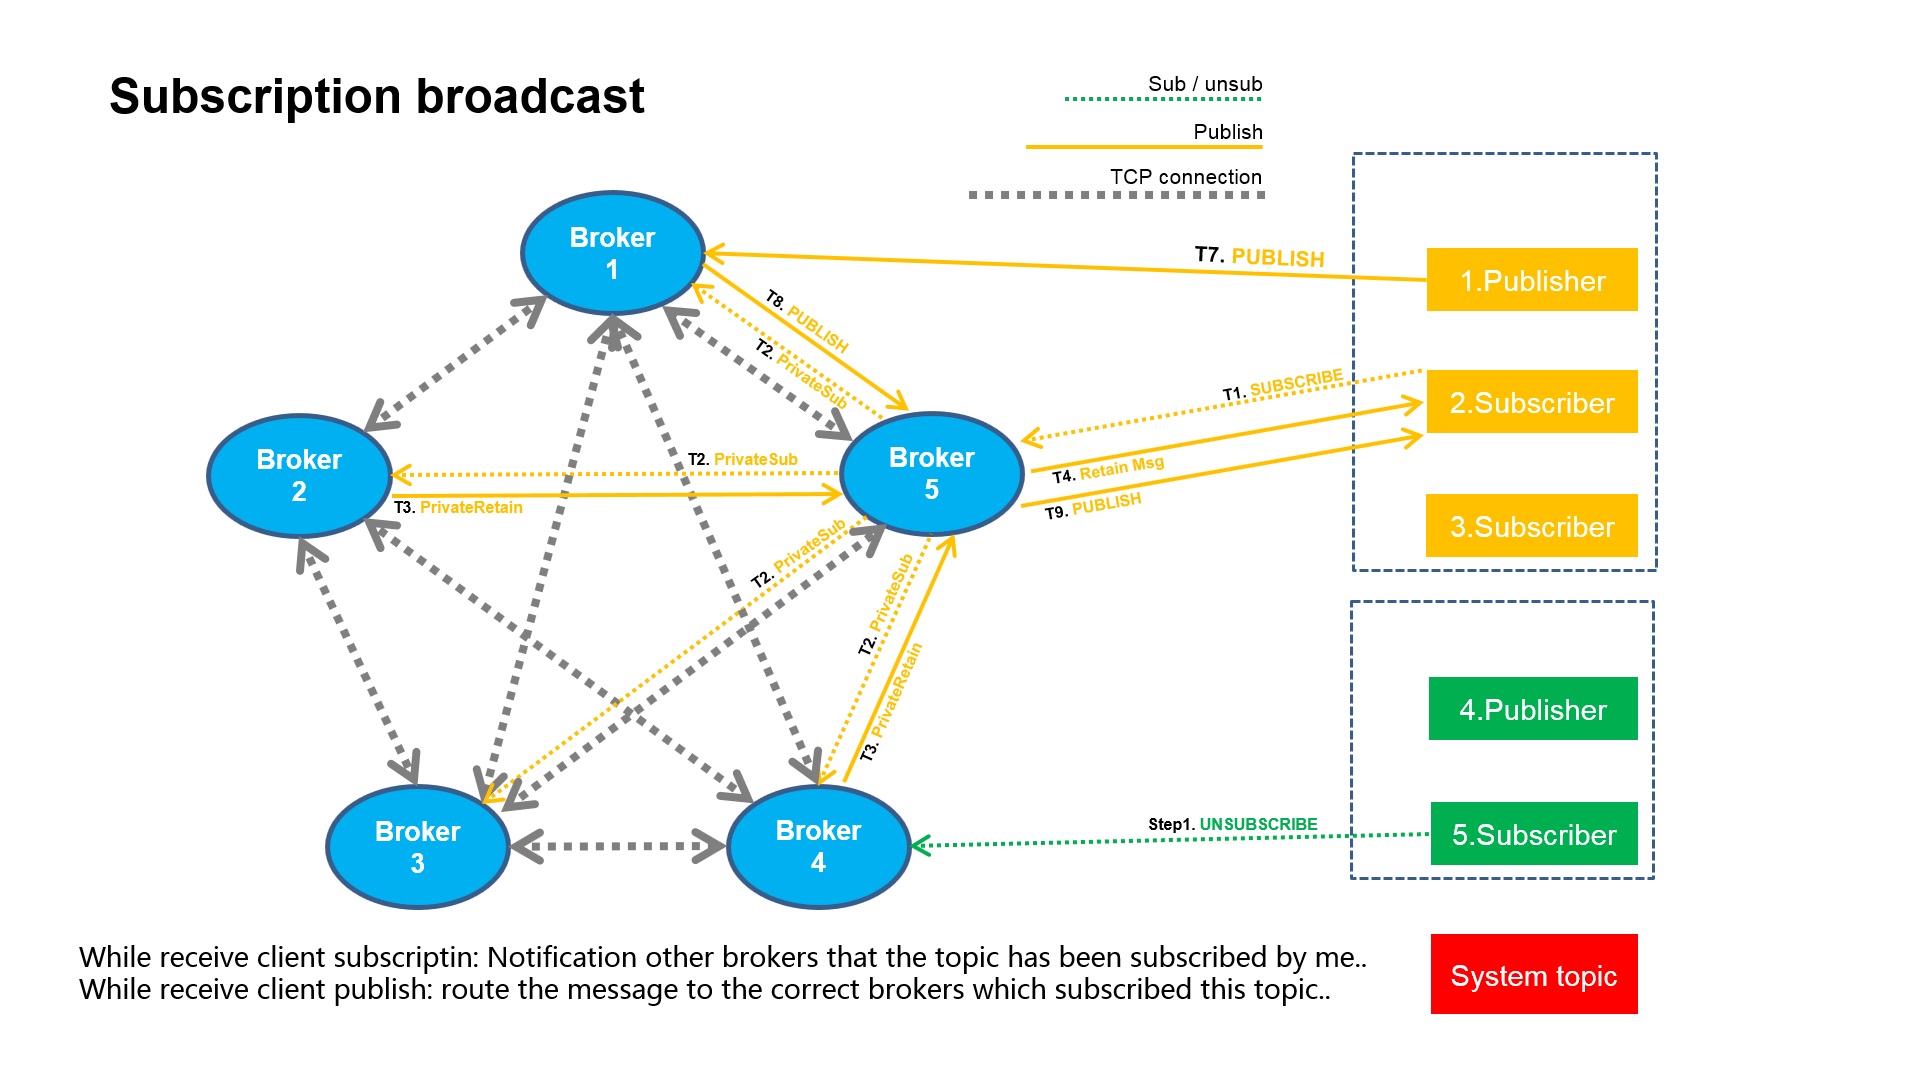 Subscription broadcast
Sub / unsub
Publish
TCP connection
Broker
1
T7. PUBLISH
1.Publisher
T8. PUBLISH
T2. PrivateSub
T1. SUBSCRIBE
2.Subscriber
Broker
2
T2. PrivateSub
T3. PrivateRetain
Broker
5
T4. Retain Msg
T9. PUBLISH
3.Subscriber
T2. PrivateSub
T2. PrivateSub
T3. PrivateRetain
4.Publisher
Broker
3
Broker
4
Step1. UNSUBSCRIBE
5.Subscriber
While receive client subscriptin: Notification other brokers that the topic has been subscribed by me..
While receive client publish: route the message to the correct brokers which subscribed this topic..
System topic